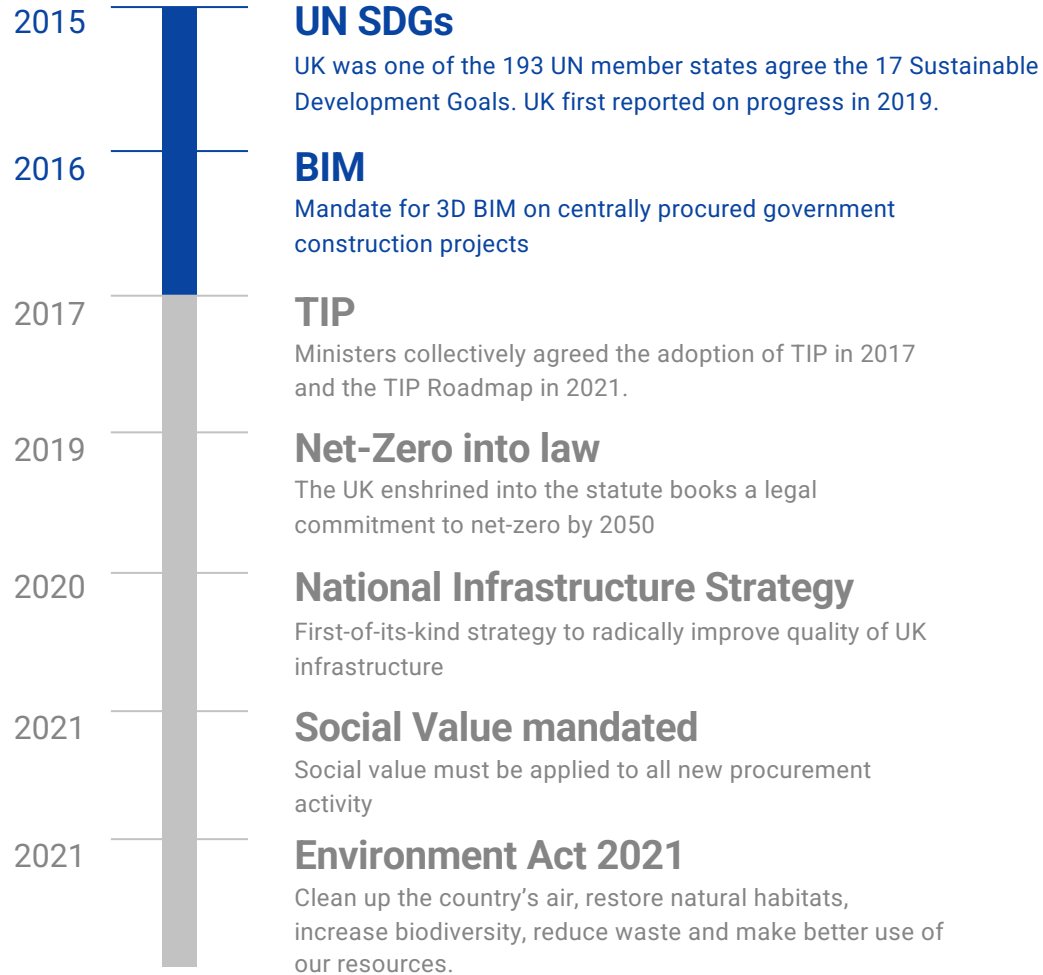 2015
UN SDGs
UK was one of the 193 UN member states agree the 17 Sustainable
Development Goals. UK first reported on progress in 2019.
2016
BIM
Mandate for 3D BIM on centrally procured government
construction projects
2017
TIP
Ministers collectively agreed the adoption of TIP in 2017
and the TIP Roadmap in 2021.
2019
Net-Zero into law
The UK enshrined into the statute books a legal
commitment to net-zero by 2050
2020
National Infrastructure Strategy
First-of-its-kind strategy to radically improve quality of UK
infrastructure
2021
Social Value mandated
Social value must be applied to all new procurement
activity
2021
Environment Act 2021
Clean up the country’s air, restore natural habitats,
increase biodiversity, reduce waste and make better use of
our resources.